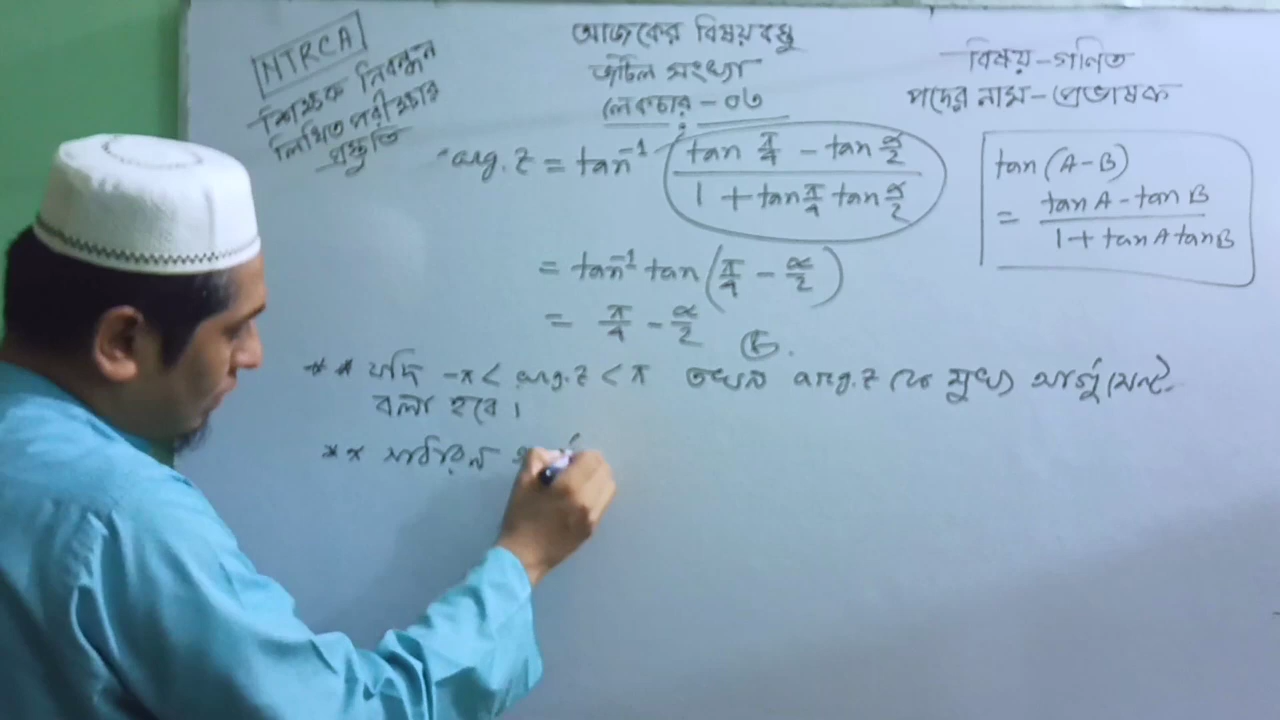 NTRCA
শিক্ষক নিবন্ধন
লিখিত পরীক্ষার
প্রস্তুতি
আজকের বিষয়বস্তু
জটিল সংখ্যা
লেকচার - ০৩
বিষয় - গণিত
পদের নাম - প্রভাষক
arg. z = tan⁻¹ (tan π/4 - tan α/2) / (1 + tan π/4 tan α/2)
= tan⁻¹ tan (π/4 - α/2)
= π/4 - α/2
tan (A - B)
= (tan A - tan B) / (1 + tan A tan B)
** যদি -π < arg. z < π তখন arg. z কে মুখ্য আর্গুমেন্ট
বলা হবে।
** সাধারন